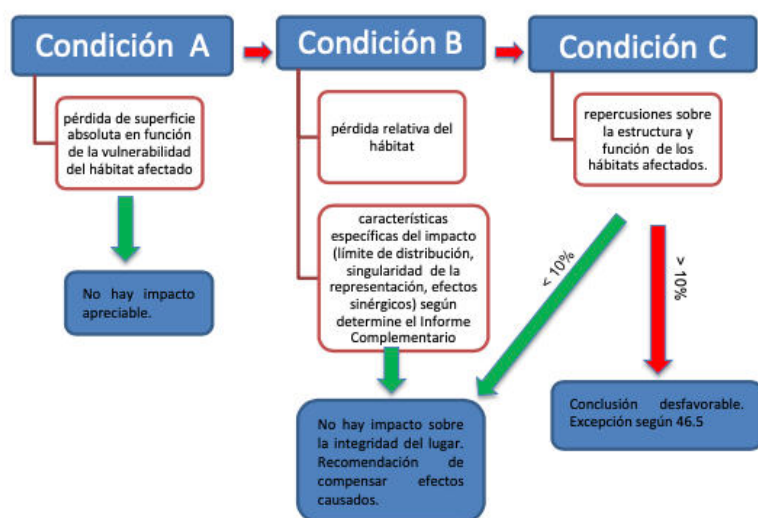 Condición A
Condición B
Condición C
pérdida de superficie
absoluta en función
de la vulnerabilidad
del hábitat afectado
No hay impacto
apreciable.
pérdida relativa del
hábitat
características
específicas del impacto
(límite de distribución,
singularidad de la
representación, efectos
sinérgicos) según
determine el Informe
Complementario
No hay impacto sobre
la integridad del lugar.
Recomendación de
compensar efectos
causados.
repercusiones sobre
la estructura y
función de los
hábitats afectados.
< 10%
> 10%
Conclusión desfavorable.
Excepción según 46.5